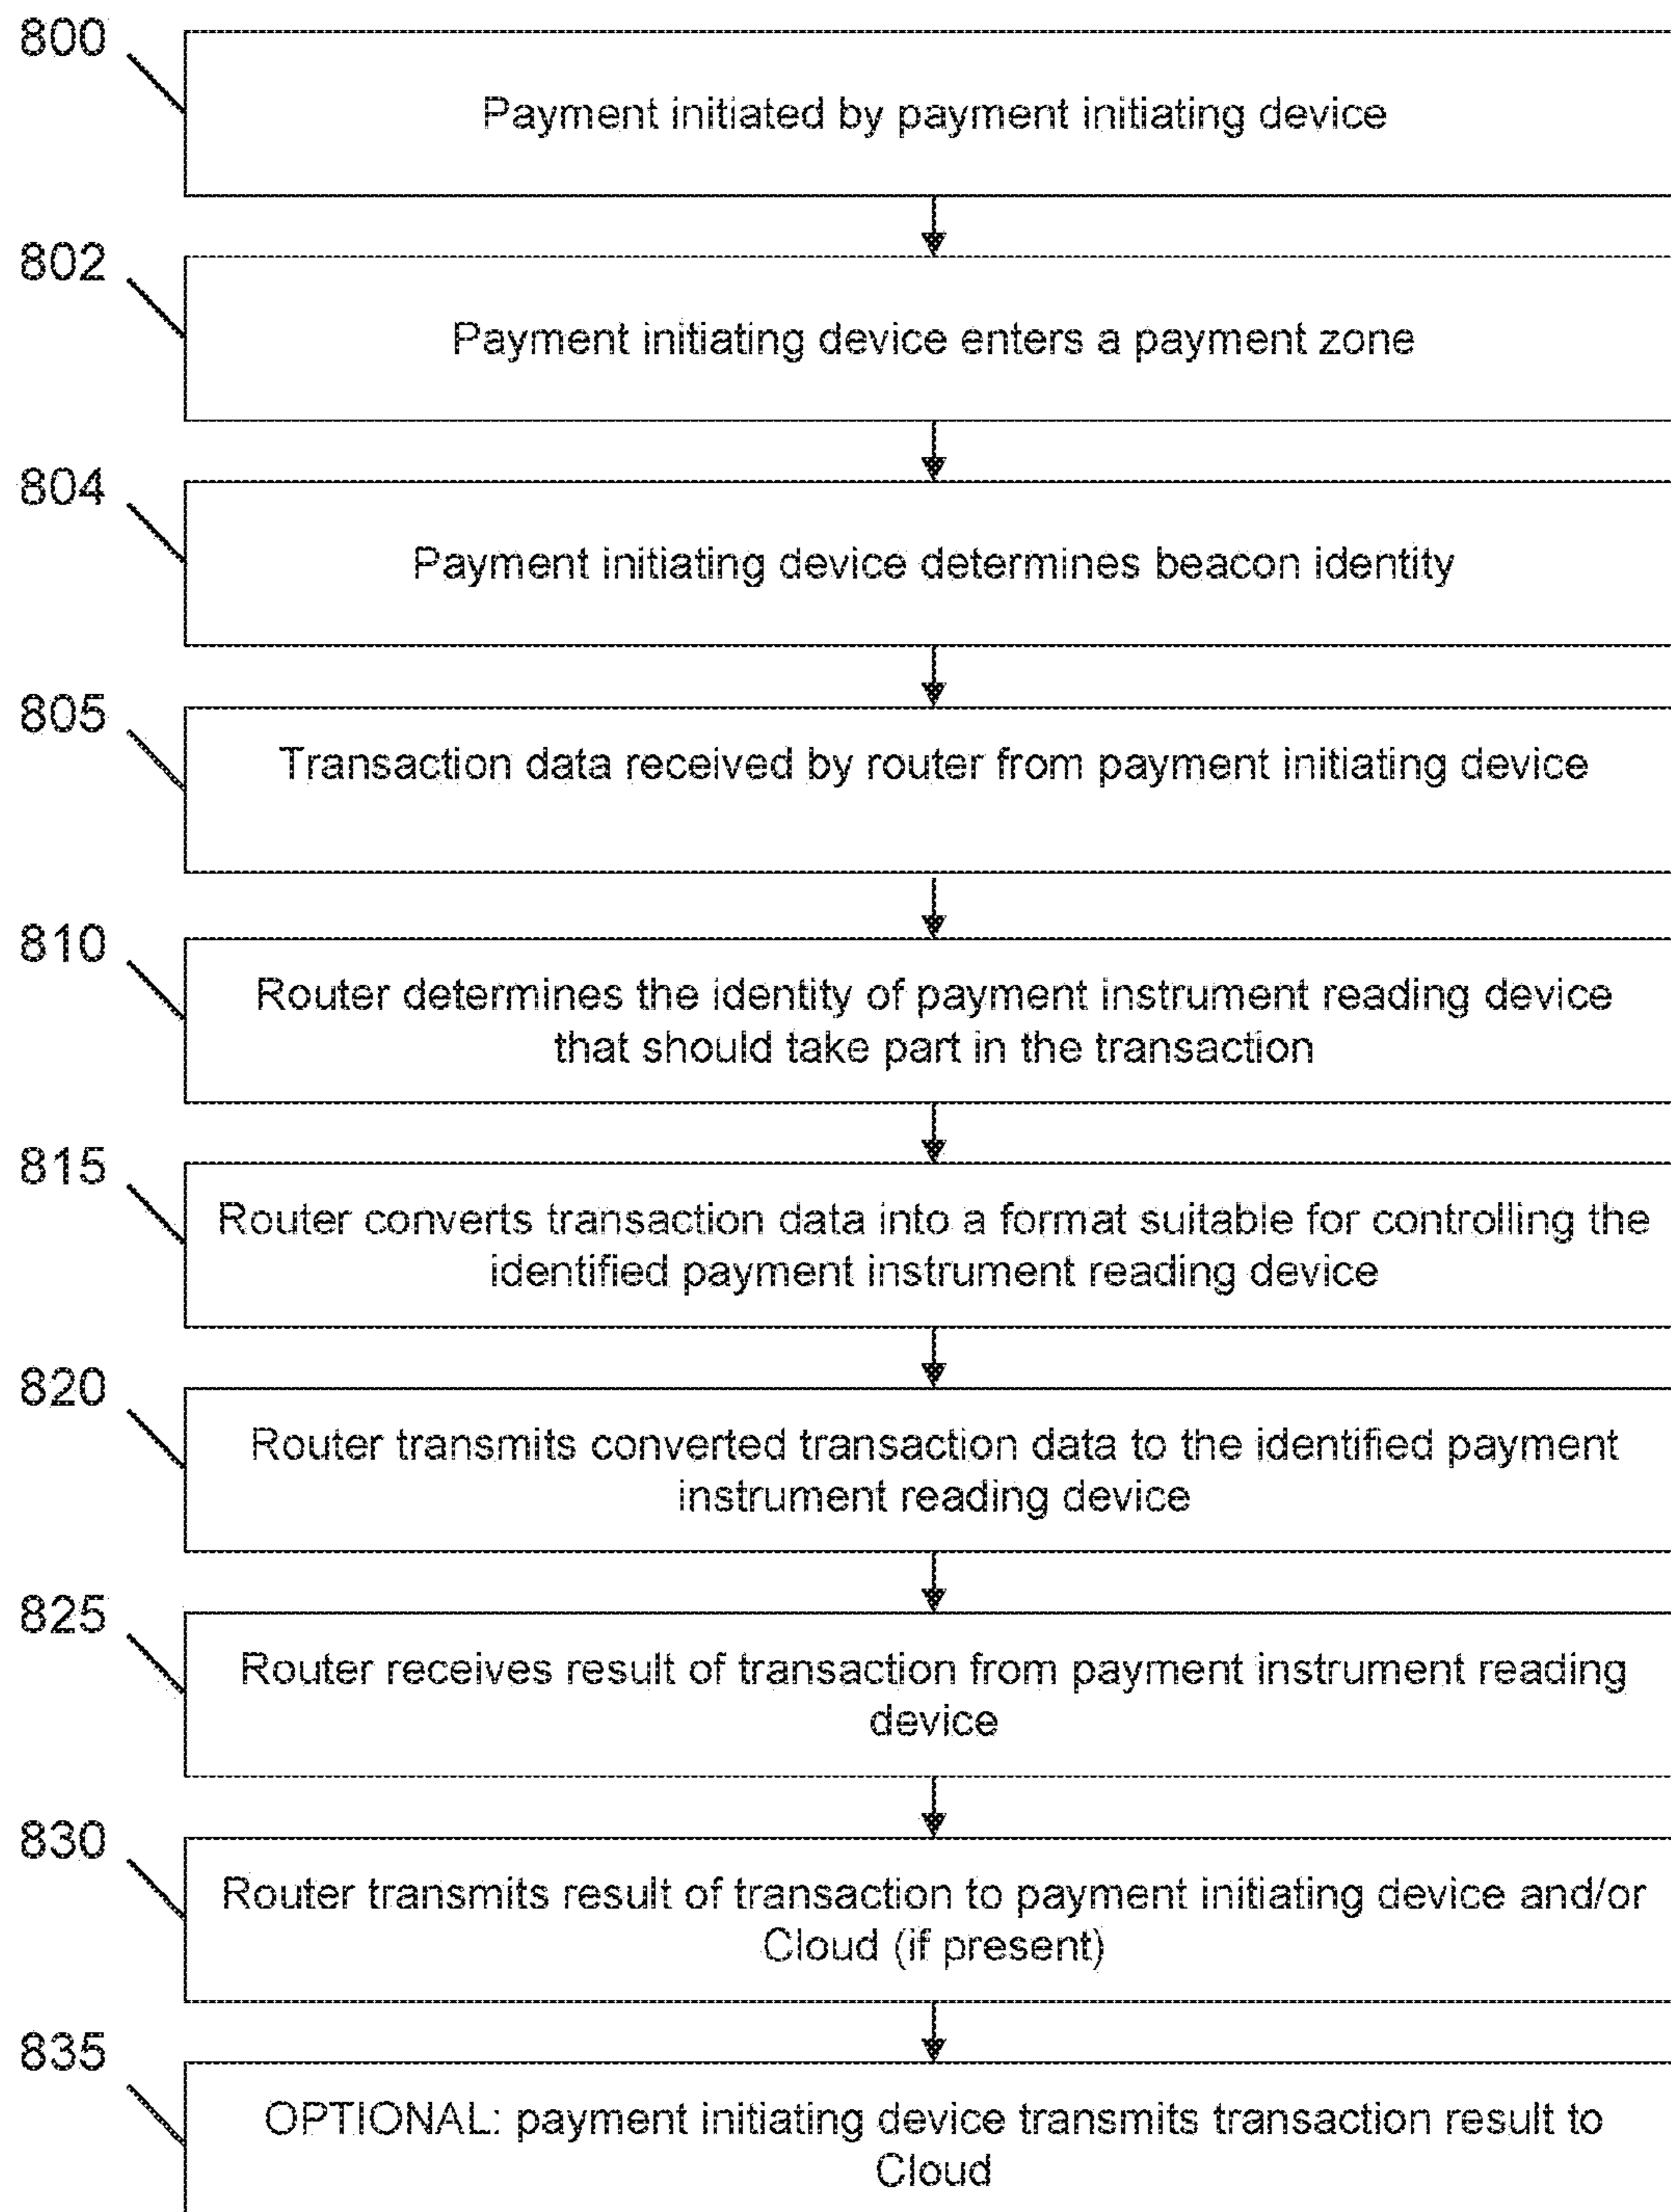 800
Payment initiated by payment initiating device
802
Payment initiating device enters a payment zone
804
Payment initiating device determines beacon identity
805
Transaction data received by router from payment initiating device
810
Router determines the identity of payment instrument reading device
that should take part in the transaction
815
Router converts transaction data into a format suitable for controlling the
identified payment instrument reading device
820
Router transmits converted transaction data to the identified payment
instrument reading device
825
Router receives result of transaction from payment instrument reading
device
830
Router transmits result of transaction to payment initiating device and/or
Cloud (if present)
835
OPTIONAL: payment initiating device transmits transaction result to
Cloud